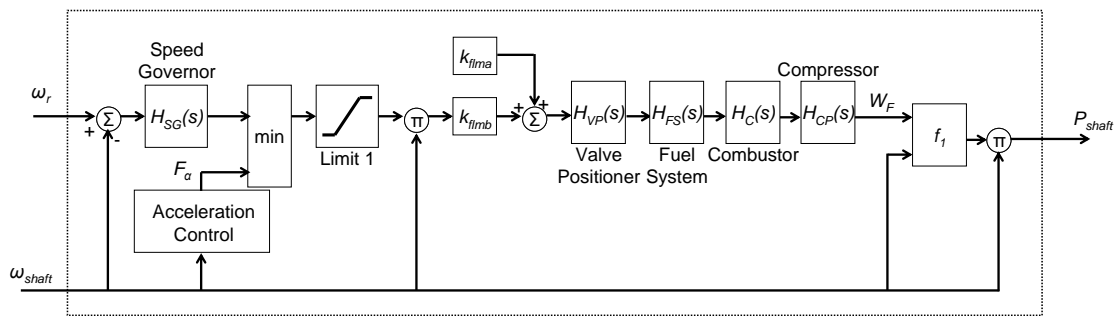 Speed
Governor
ω_r
+
Σ
-
H_SG(s)
min
Limit 1
F_α
Acceleration
Control
ω_shaft
π
k_flma
k_flmb
+
+
Σ
H_VP(s)
Valve
Positioner
H_FS(s)
Fuel
System
H_C(s)
Combustor
Compressor
H_CP(s)
W_F
f_1
π
P_shaft